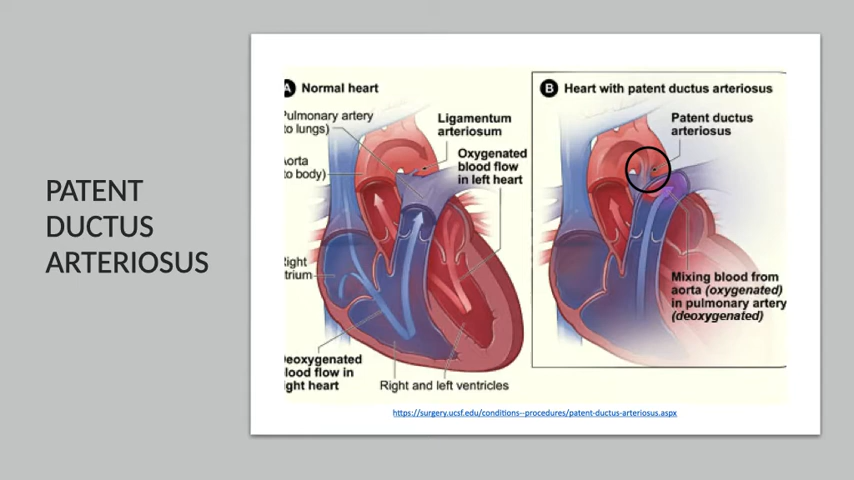 PATENT
DUCTUS
ARTERIOSUS
A Normal heart
Pulmonary artery
to lungs)
Aorta
to body)
Right
trium
Deoxygenated
blood flow in
ight heart
Ligamentum
arteriosum
Oxygenated
blood flow
in left heart
Right and left ventricles
B Heart with patent ductus arteriosus
Patent ductus
arteriosus
Mixing blood from
aorta (oxygenated)
in pulmonary artery
(deoxygenated)
https://surgery.ucsf.edu/conditions--procedures/patent-ductus-arteriosus.aspx